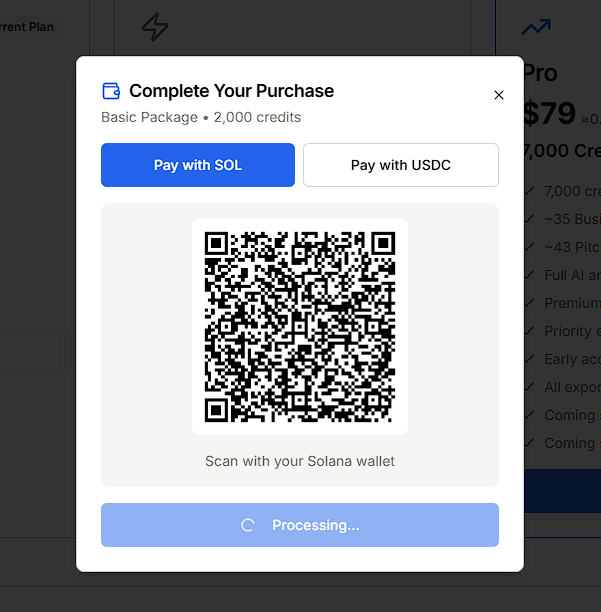 rrent Plan
Complete Your Purchase
Basic Package • 2,000 credits
Pay with SOL
Pay with USDC
Scan with your Solana wallet
Processing...
Pro
$79 ≈0.
7,000 Cre
7,000 cre
~35 Busi
~43 Pitc
Full AI an
Premium
Priority e
Early acc
All expor
Coming
Coming